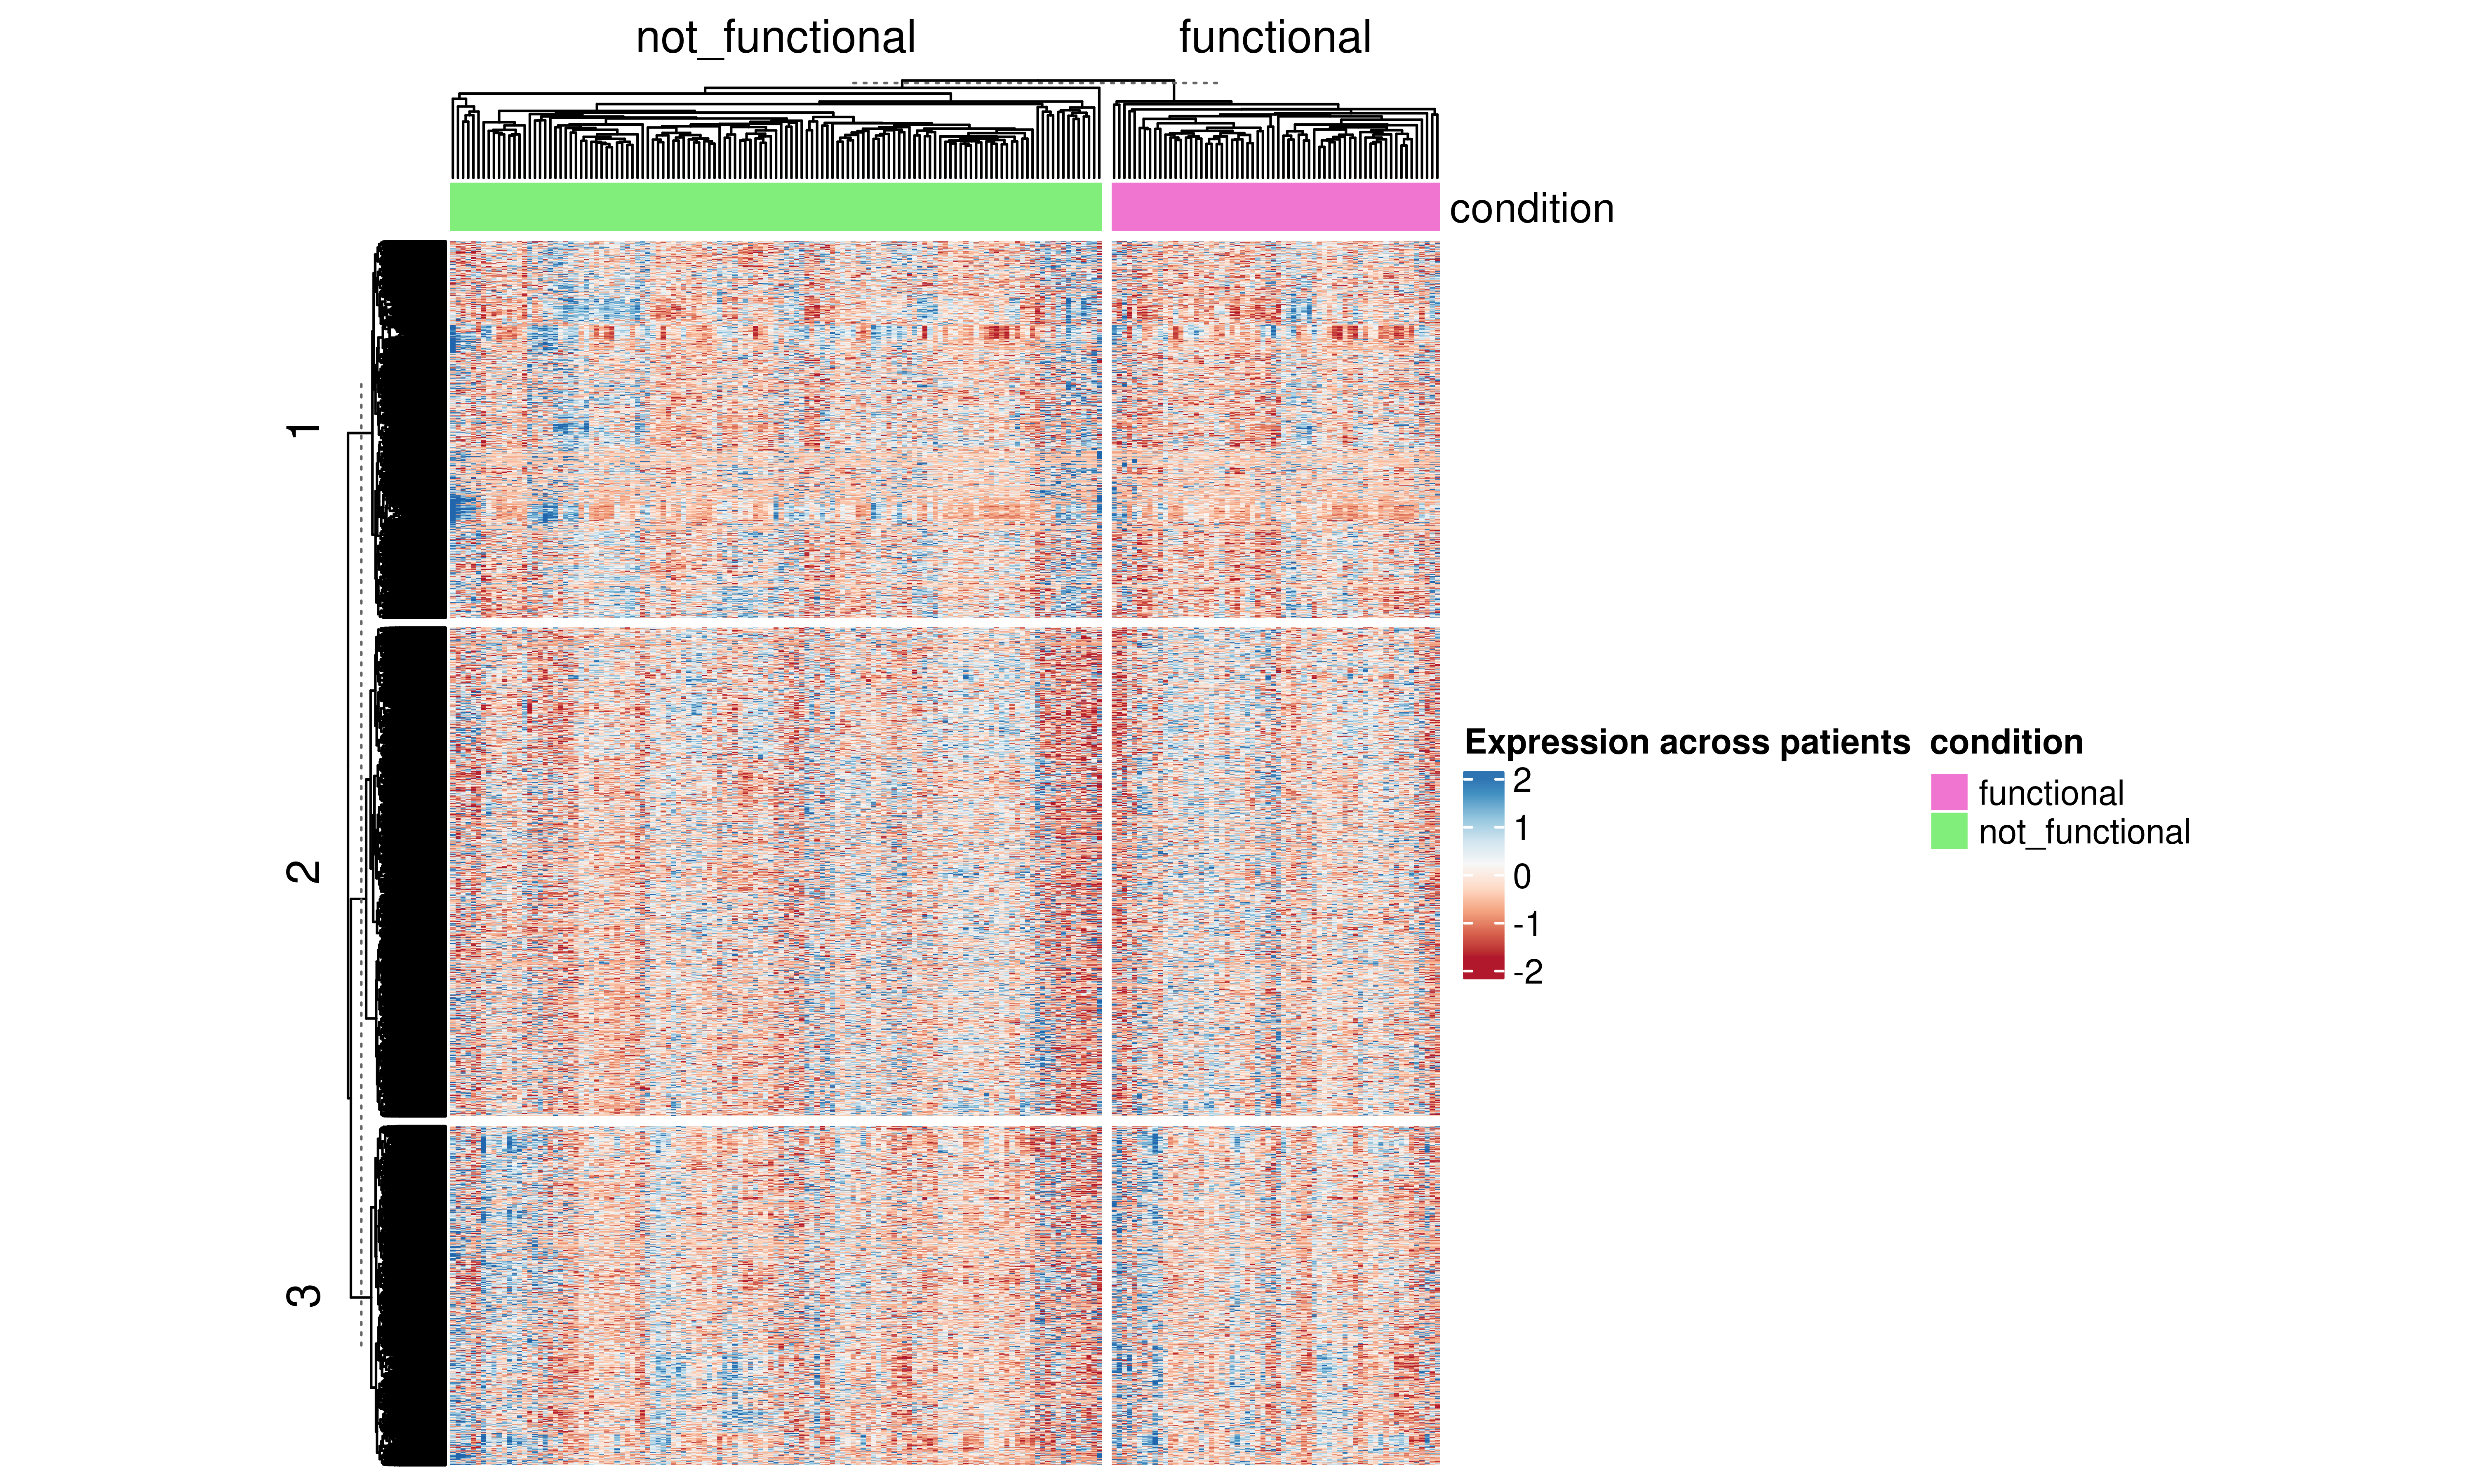 not_functional functional
condition
1
2
3
Expression across patients
2
1
0
-1
-2
condition
functional
not_functional